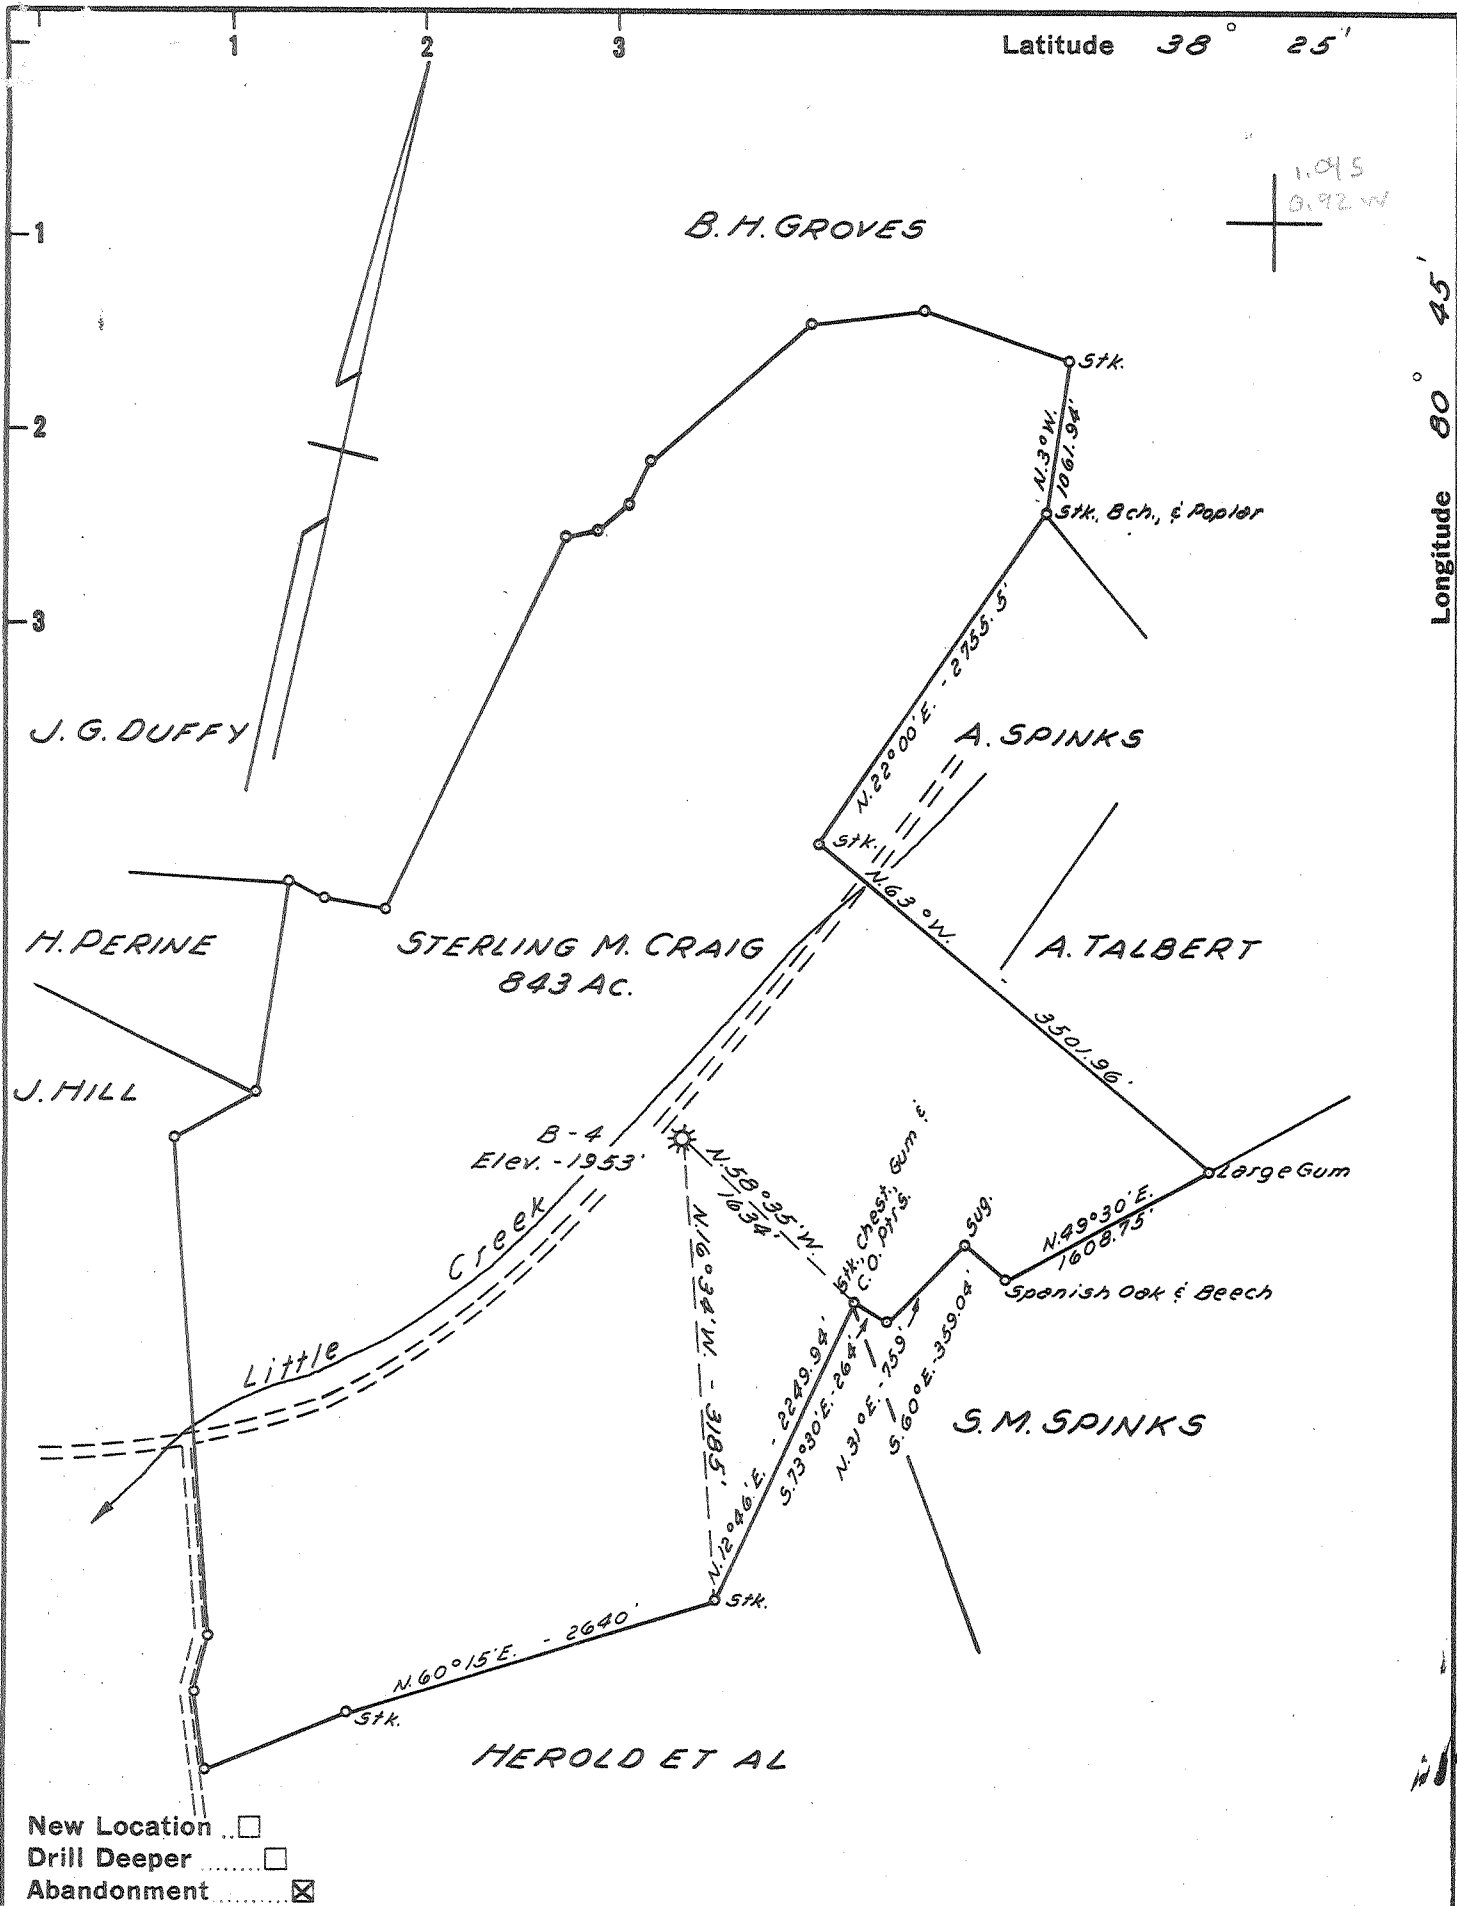 1 2 3
Latitude 38° 25'
1.04 S
0.92 W
1
B. H. GROVES
Longitude 80° 45'
Stk.
2
N. 3° W.
1061.94'
Stk., Bch., & Poplar
3
N. 22° 00' E. - 2755.5'
J. G. DUFFY
A. SPINKS
Stk.
N. 63° W.
3501.96'
H. PERINE
STERLING M. CRAIG
843 AC.
A. TALBERT
J. HILL
B-4
Elev. - 1953'
N. 58° 35' W.
1634'
Stk., Chest., Gum &
C.O. Ptrs.
Sug.
Large Gum
N. 49° 30' E.
1608.75'
Spanish Oak & Beech
Little Creek
N. 16° 34' W. - 3185'
N. 12° 46' E. - 2249.94'
S. 73° 30' E. - 264'
N. 31° E. - 759'
S. 60° E. - 359.04'
S. M. SPINKS
Stk.
N. 60° 15' E. - 2640'
Stk.
HEROLD ET AL
New Location .. ☐
Drill Deeper ........ ☐
Abandonment ......... ☒